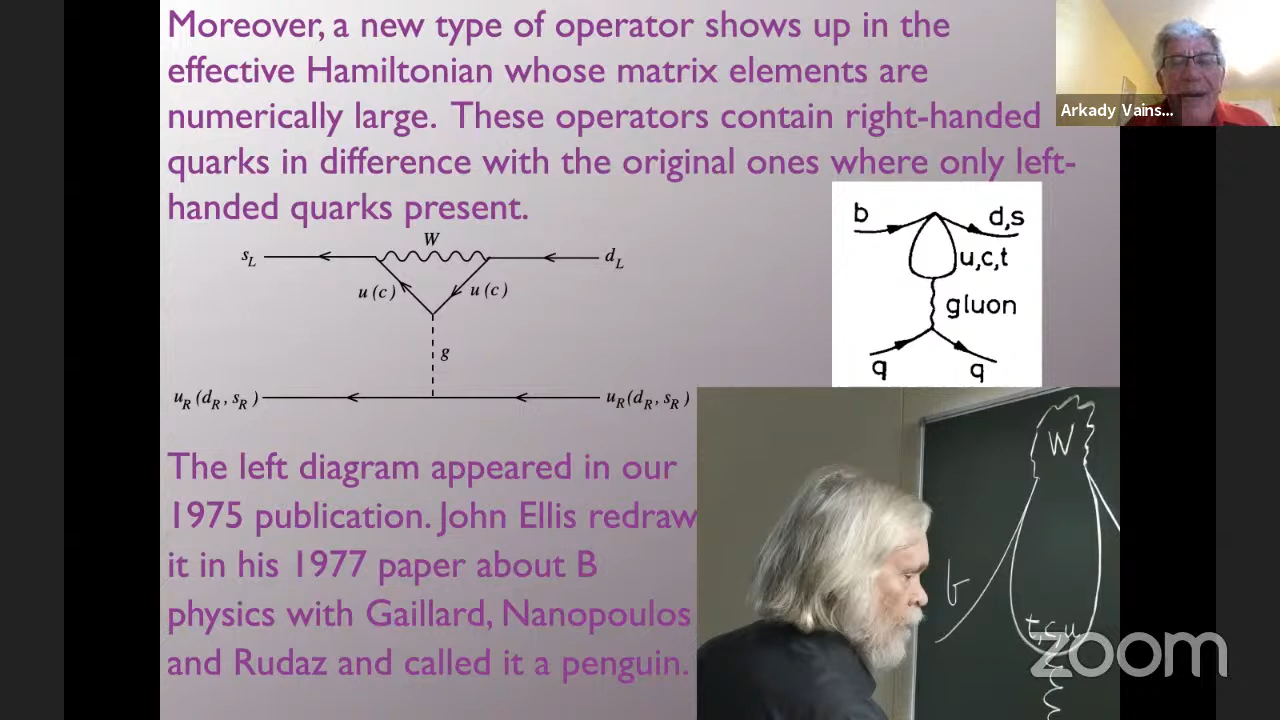 Moreover, a new type of operator shows up in the
effective Hamiltonian whose matrix elements are
numerically large.  These operators contain right-handed
quarks in difference with the original ones where only left-
handed quarks present.
Arkady Vains...
W
s_L
d_L
u (c)
u (c)
g
u_R (d_R , s_R )
u_R(d_R , s_R )
b
d,s
u,c,t
gluon
q
q
The left diagram appeared in our
1975 publication. John Ellis redraw
it in his 1977 paper about B
physics with Gaillard, Nanopoulos
and Rudaz and called it a penguin.
W
b
t,c,u
zoom